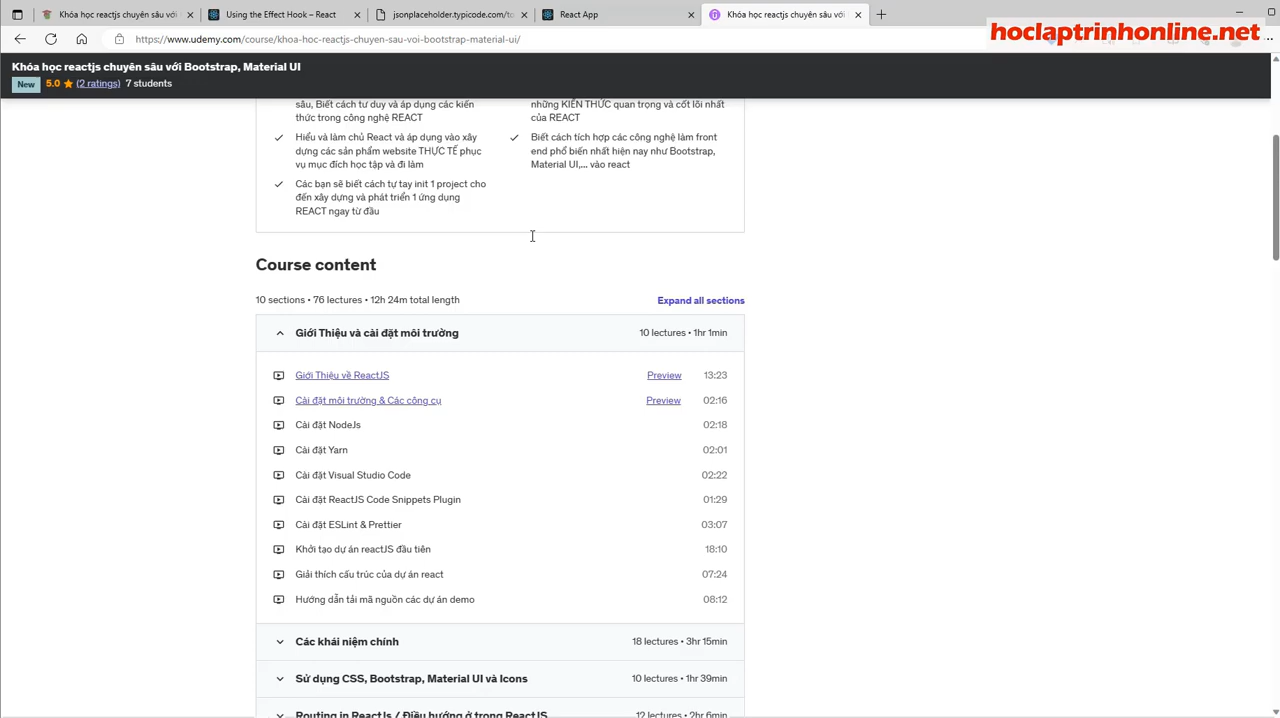 Khóa học reactjs chuyên sâu với
Using the Effect Hook – React
jsonplaceholder.typicode.com/to
React App
Khóa học reactjs chuyên sâu với
https://www.udemy.com/course/khoa-hoc-reactjs-chuyen-sau-voi-bootstrap-material-ui/
hoclaptrinhonline.net
Khóa học reactjs chuyên sâu với Bootstrap, Material UI
New 5.0 (2 ratings) 7 students
sâu, Biết cách tư duy và áp dụng các kiến
thức trong công nghệ REACT
những KIẾN THỨC quan trọng và cốt lõi nhất
của REACT
Hiểu và làm chủ React và áp dụng vào xây
dựng các sản phẩm website THỰC TẾ phục
vụ mục đích học tập và đi làm
Biết cách tích hợp các công nghệ làm front
end phổ biến nhất hiện nay như Bootstrap,
Material UI,... vào react
Các bạn sẽ biết cách tự tay init 1 project cho
đến xây dựng và phát triển 1 ứng dụng
REACT ngay từ đầu
Course content
10 sections • 76 lectures • 12h 24m total length
Expand all sections
Giới Thiệu và cài đặt môi trường 10 lectures • 1hr 1min
Giới Thiệu về ReactJS Preview 13:23
Cài đặt môi trường & Các công cụ Preview 02:16
Cài đặt NodeJs 02:18
Cài đặt Yarn 02:01
Cài đặt Visual Studio Code 02:22
Cài đặt ReactJS Code Snippets Plugin 01:29
Cài đặt ESLint & Prettier 03:07
Khởi tạo dự án reactJS đầu tiên 18:10
Giải thích cấu trúc của dự án react 07:24
Hướng dẫn tải mã nguồn các dự án demo 08:12
Các khái niệm chính 18 lectures • 3hr 15min
Sử dụng CSS, Bootstrap, Material UI và Icons 10 lectures • 1hr 39min
Routing in ReactJs / Điều hướng ở trong ReactJS 12 lectures • 2hr 6min